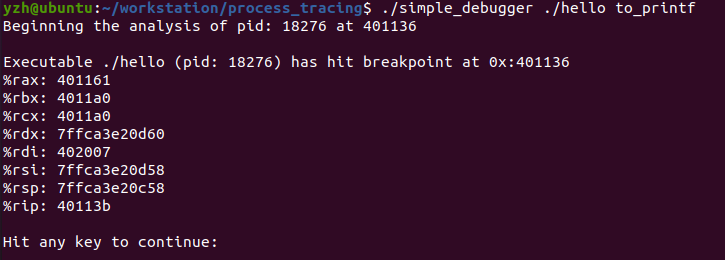 yzh@ubuntu:~/workstation/process_tracing$ ./simple_debugger ./hello to_printf
Beginning the analysis of pid: 18276 at 401136
Executable ./hello (pid: 18276) has hit breakpoint at 0x:401136
%rax: 401161
%rbx: 4011a0
%rcx: 4011a0
%rdx: 7ffca3e20d60
%rdi: 402007
%rsi: 7ffca3e20d58
%rsp: 7ffca3e20c58
%rip: 40113b
Hit any key to continue: